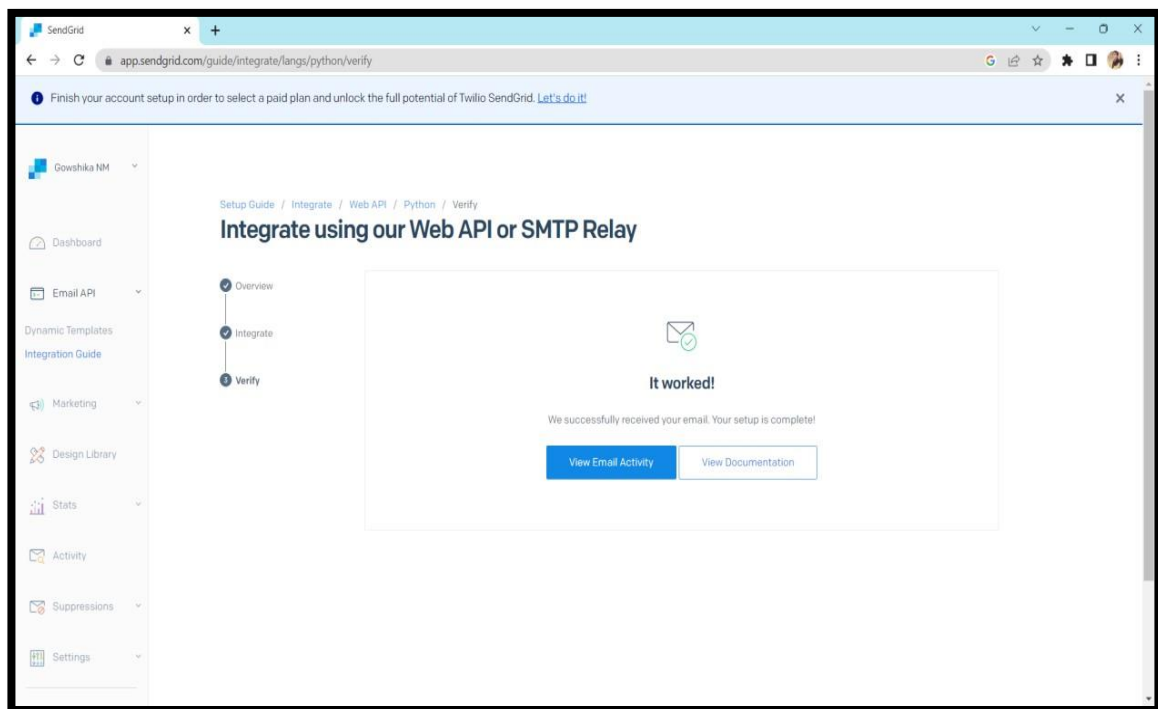 SendGrid
app.sendgrid.com/guide/integrate/langs/python/verify
Finish your account setup in order to select a paid plan and unlock the full potential of Twilio SendGrid. Let's do it!
Gowshika NM
Dashboard
Email API
Dynamic Templates
Integration Guide
Marketing
Design Library
Stats
Activity
Suppressions
Settings
Setup Guide / Integrate / Web API / Python / Verify
Integrate using our Web API or SMTP Relay
Overview
Integrate
3 Verify
It worked!
We successfully received your email. Your setup is complete!
View Email Activity
View Documentation